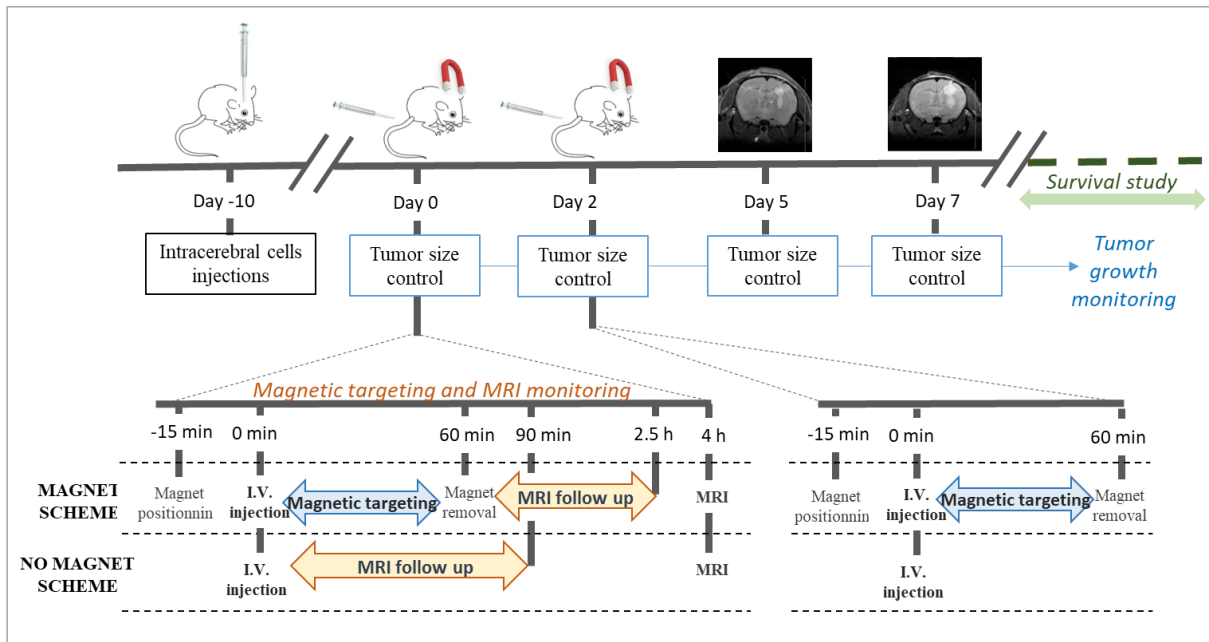 Survival study
Day -10
Day 0
Day 2
Day 5
Day 7
Intracerebral cells
injections
Tumor size
control
Tumor size
control
Tumor size
control
Tumor size
control
Tumor
growth
monitoring
Magnetic targeting and MRI monitoring
-15 min
0 min
60 min
90 min
2.5 h
4 h
-15 min
0 min
60 min
MAGNET
SCHEME
Magnet
positionnin
I.V.
injection
Magnetic targeting
Magnet
removal
MRI follow up
MRI
Magnet
positionnin
I.V.
injection
Magnetic targeting
Magnet
removal
NO MAGNET
SCHEME
I.V.
injection
MRI follow up
MRI
I.V.
injection